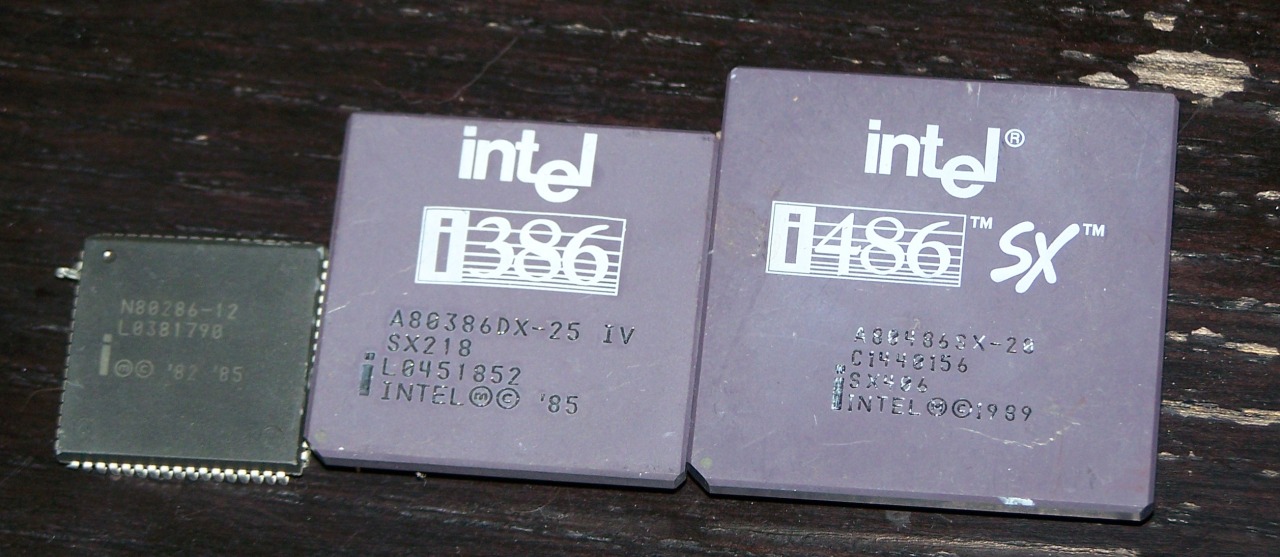 N80286-12
L0381790
i ⓜ © '82 '85
intel
i386
A80386DX-25 IV
SX218
L0451852
i INTEL ⓜ © '85
intel®
i486™ SX™
A80486SX-20
C1440156
SX406
i INTEL ⓜ © 1989